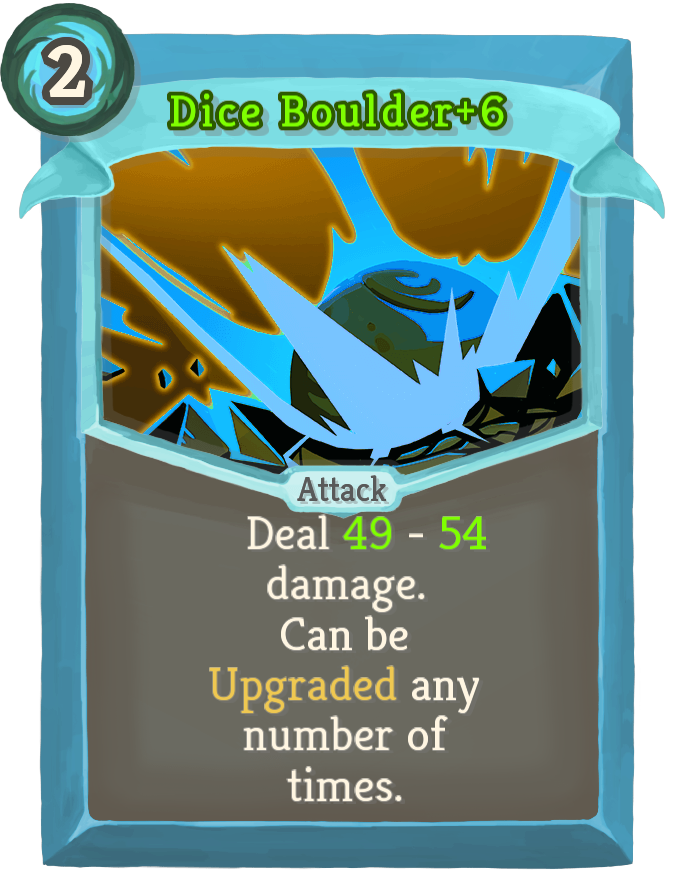 2
Dice Boulder+6
Attack
Deal 49 - 54
damage.
Can be
Upgraded any
number of
times.